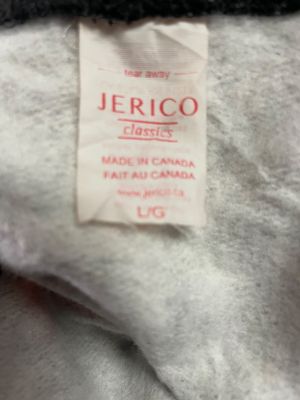 tear away
JERICO
classics
MADE IN CANADA
FAIT AU CANADA
www.jerico.ca
L/G